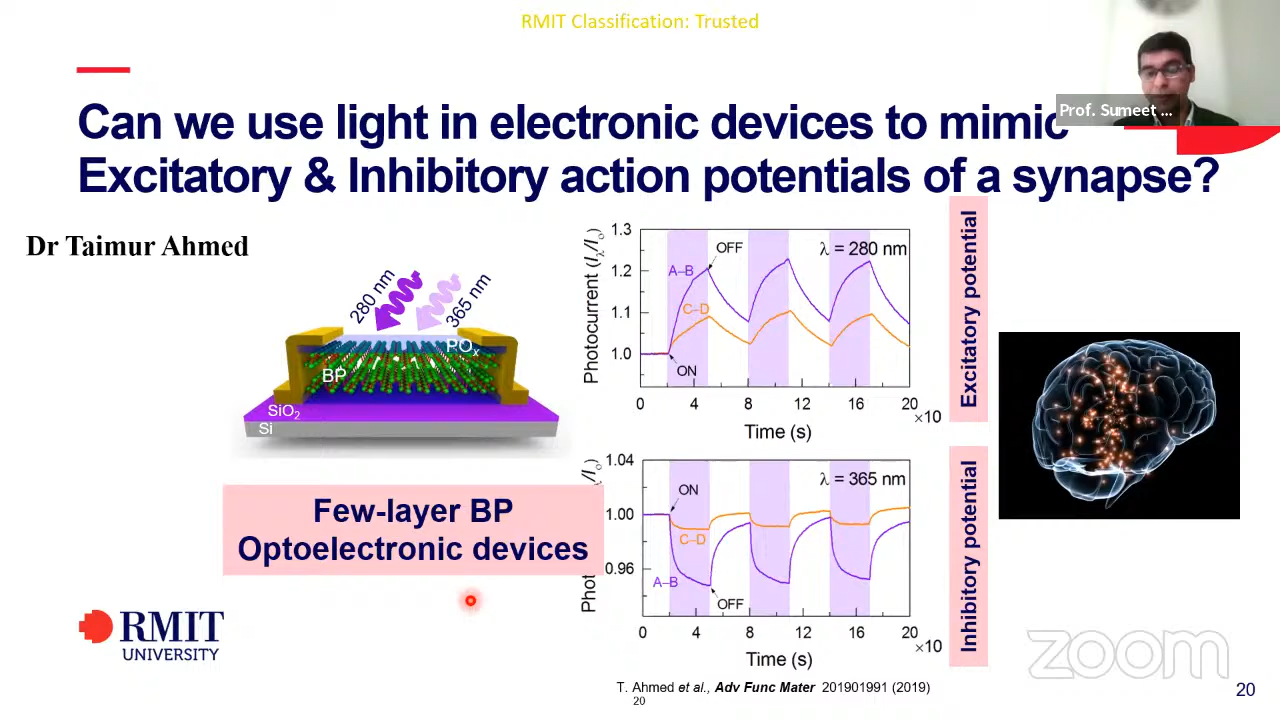 RMIT Classification: Trusted
Prof. Sumeet ...
Can we use light in electronic devices to mimic
Excitatory & Inhibitory action potentials of a synapse?
Dr Taimur Ahmed
280 nm
365 nm
POx
BP
SiO2
Si
Few-layer BP
Optoelectronic devices
Photocurrent (Iλ/Io)
1.3
1.2
1.1
1.0
λ = 280 nm
OFF
A–B
C–D
ON
0 4 8 12 16 20
×10
Time (s)
Excitatory potential
/Io)
1.04
1.00
0.96
λ = 365 nm
ON
C–D
A–B
OFF
0 4 8 12 16 20
×10
Time (s)
Inhibitory potential
RMIT
UNIVERSITY
T. Ahmed et al., Adv Func Mater 201901991 (2019)
20
zoom
20